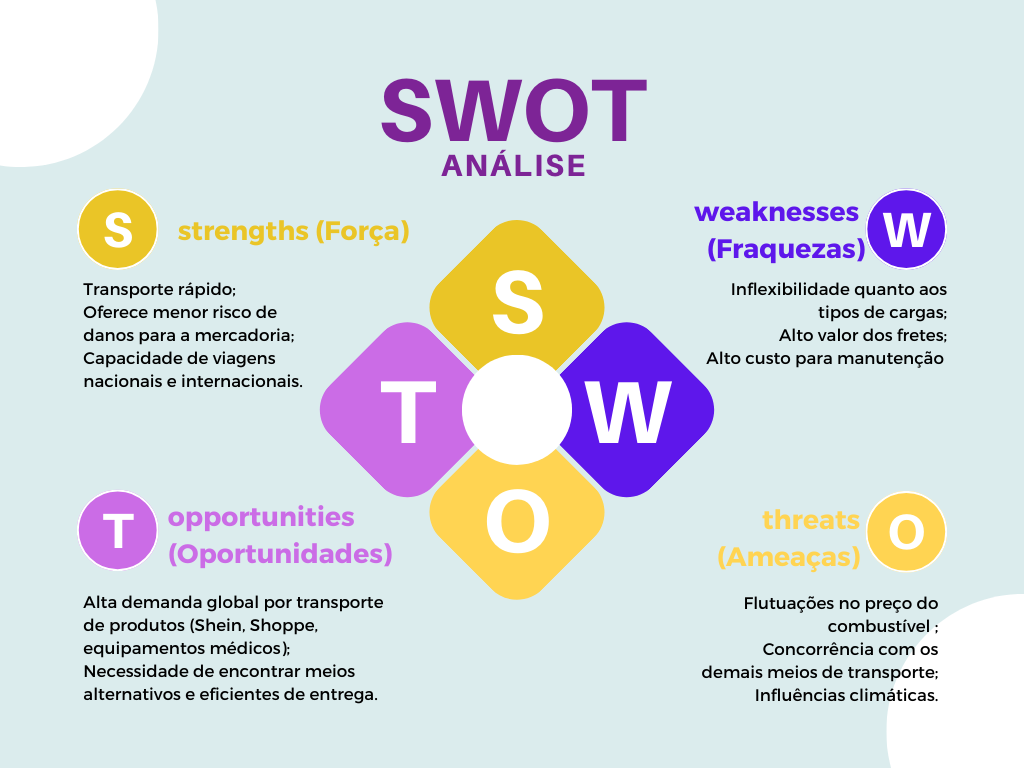 SWOT
ANÁLISE
S
strengths (Força)
Transporte rápido;
Oferece menor risco de
danos para a mercadoria;
Capacidade de viagens
nacionais e internacionais.
weaknesses
(Fraquezas)
W
Inflexibilidade quanto aos
tipos de cargas;
Alto valor dos fretes;
Alto custo para manutenção
S
T
W
O
T
opportunities
(Oportunidades)
Alta demanda global por transporte
de produtos (Shein, Shoppe,
equipamentos médicos);
Necessidade de encontrar meios
alternativos e eficientes de entrega.
threats
(Ameaças)
O
Flutuações no preço do
combustível ;
Concorrência com os
demais meios de transporte;
Influências climáticas.